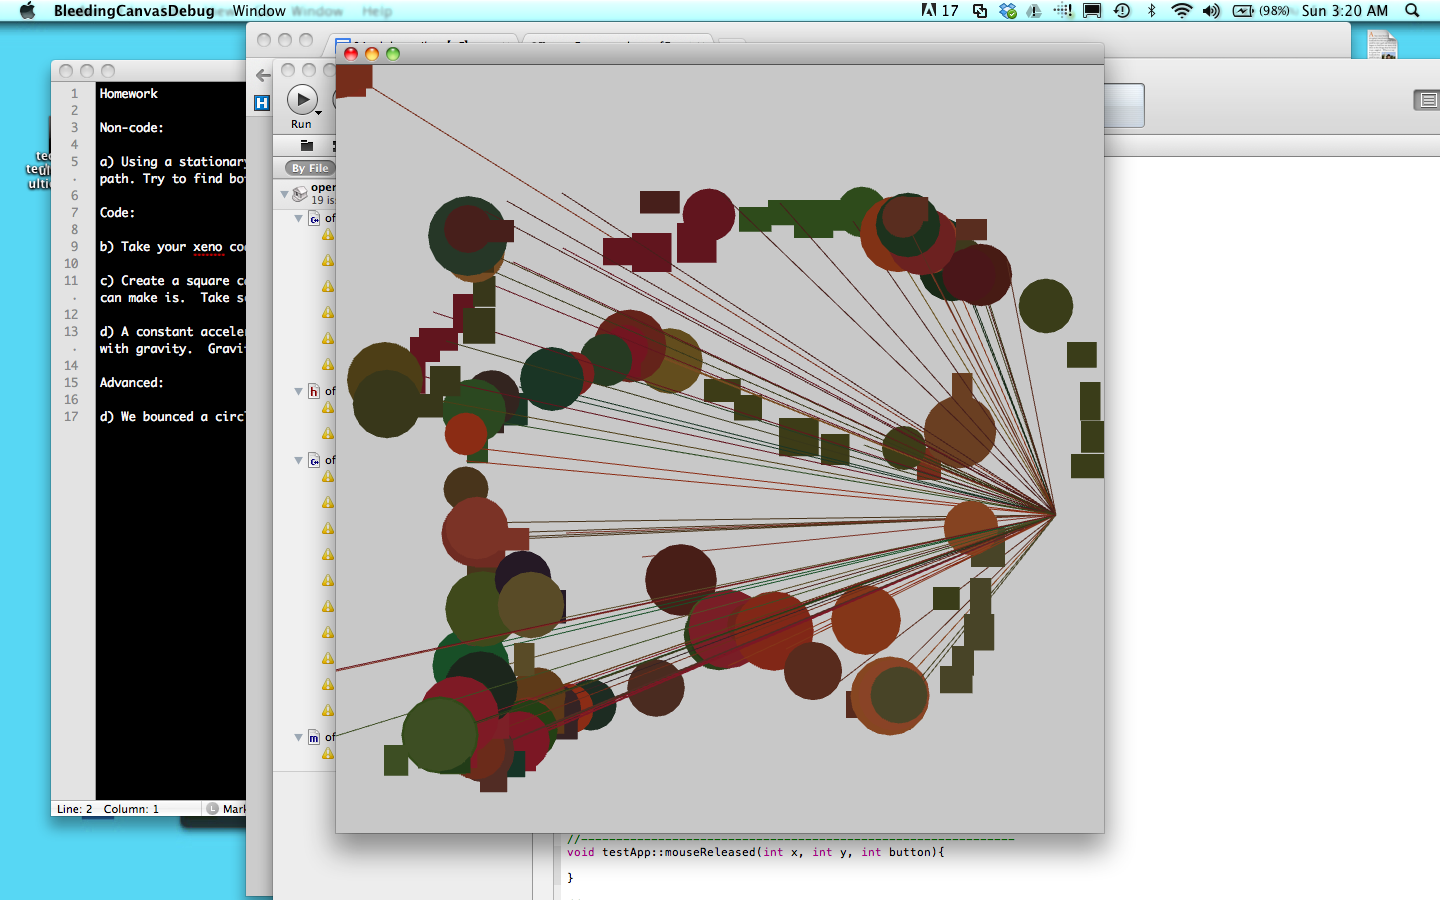 BleedingCanvasDebug Window Window Help 17 (98%) Sun 3:20 AM
Run
By File
1 Homework
2
3 Non-code:
4
5 a) Using a stationary
path. Try to find bo
6
7 Code:
8
9 b) Take your xeno co
10
11 c) Create a square c
can make is. Take s
12
13 d) A constant accele
with gravity. Gravi
14
15 Advanced:
16
17 d) We bounced a circ
Line: 2 Column: 1 L Mark
oper
19 is
of
h of
of
m of
//--------------------------------------------------------------
void testApp::mouseReleased(int x, int y, int button){
}